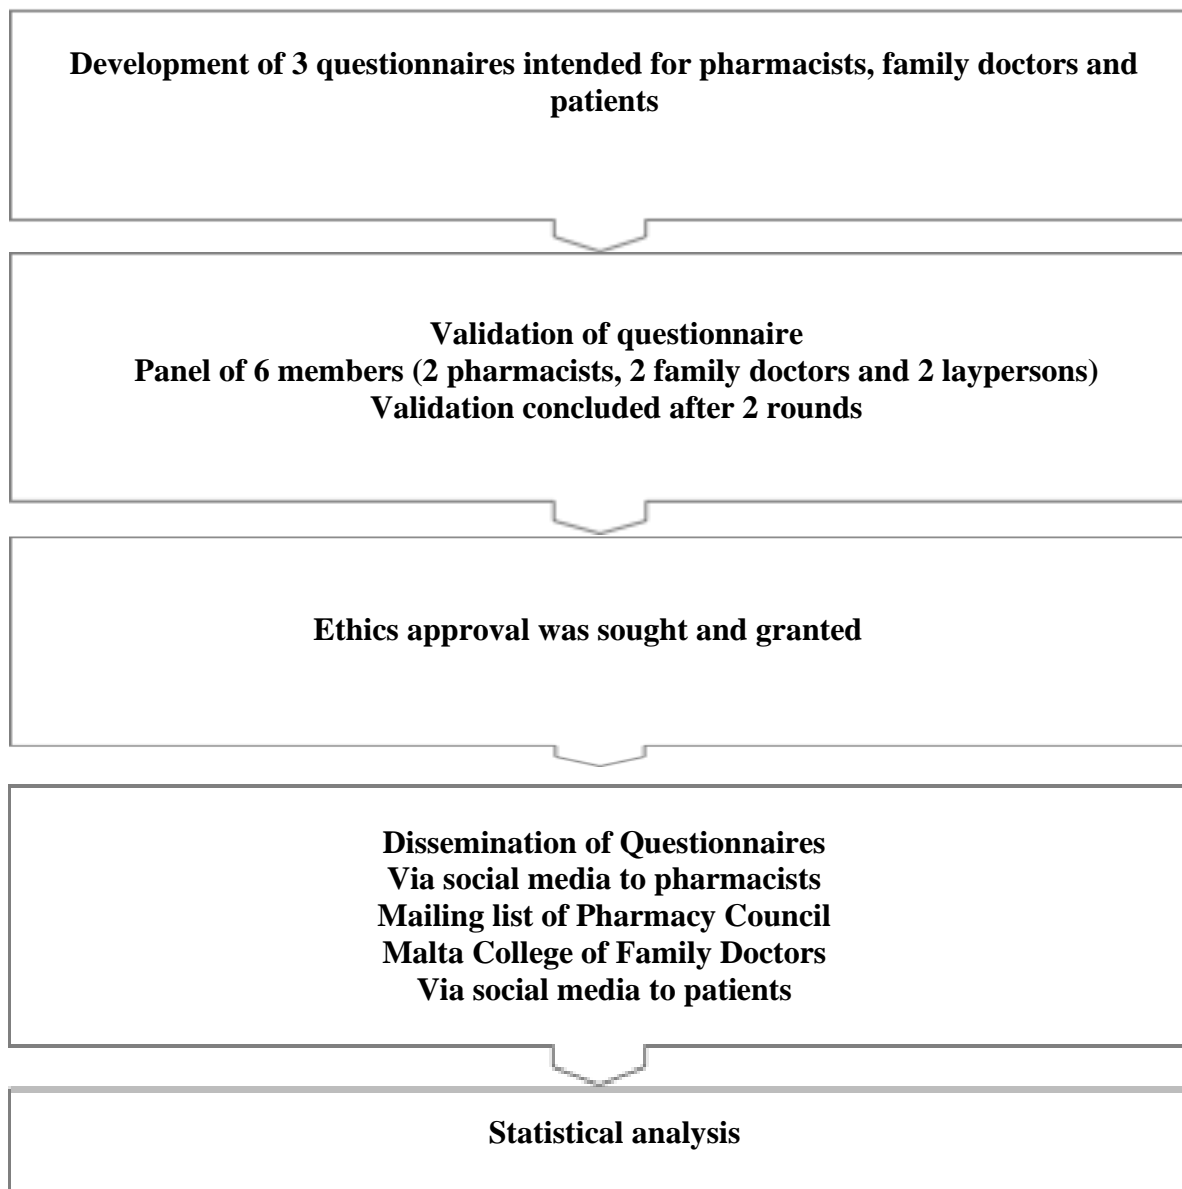 Development of 3 questionnaires intended for pharmacists, family doctors and
patients
Validation of questionnaire
Panel of 6 members (2 pharmacists, 2 family doctors and 2 laypersons)
Validation concluded after 2 rounds
Ethics approval was sought and granted
Dissemination of Questionnaires
Via social media to pharmacists
Mailing list of Pharmacy Council
Malta College of Family Doctors
Via social media to patients
Statistical analysis